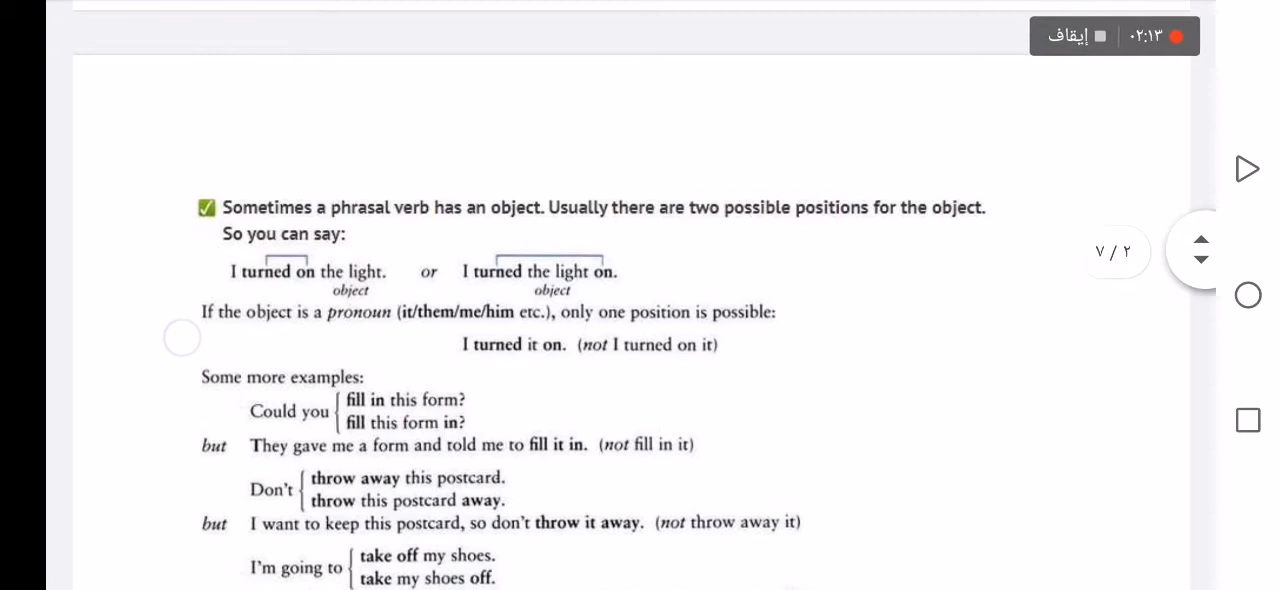 إيقاف ٠٢:١٣
Sometimes a phrasal verb has an object. Usually there are two possible positions for the object.
So you can say:
I turned on the light. or I turned the light on.
object object
If the object is a pronoun (it/them/me/him etc.), only one position is possible:
I turned it on. (not I turned on it)
Some more examples:
Could you { fill in this form?
fill this form in?
but They gave me a form and told me to fill it in. (not fill in it)
Don't { throw away this postcard.
throw this postcard away.
but I want to keep this postcard, so don't throw it away. (not throw away it)
I'm going to { take off my shoes.
take my shoes off.
٧ / ٢